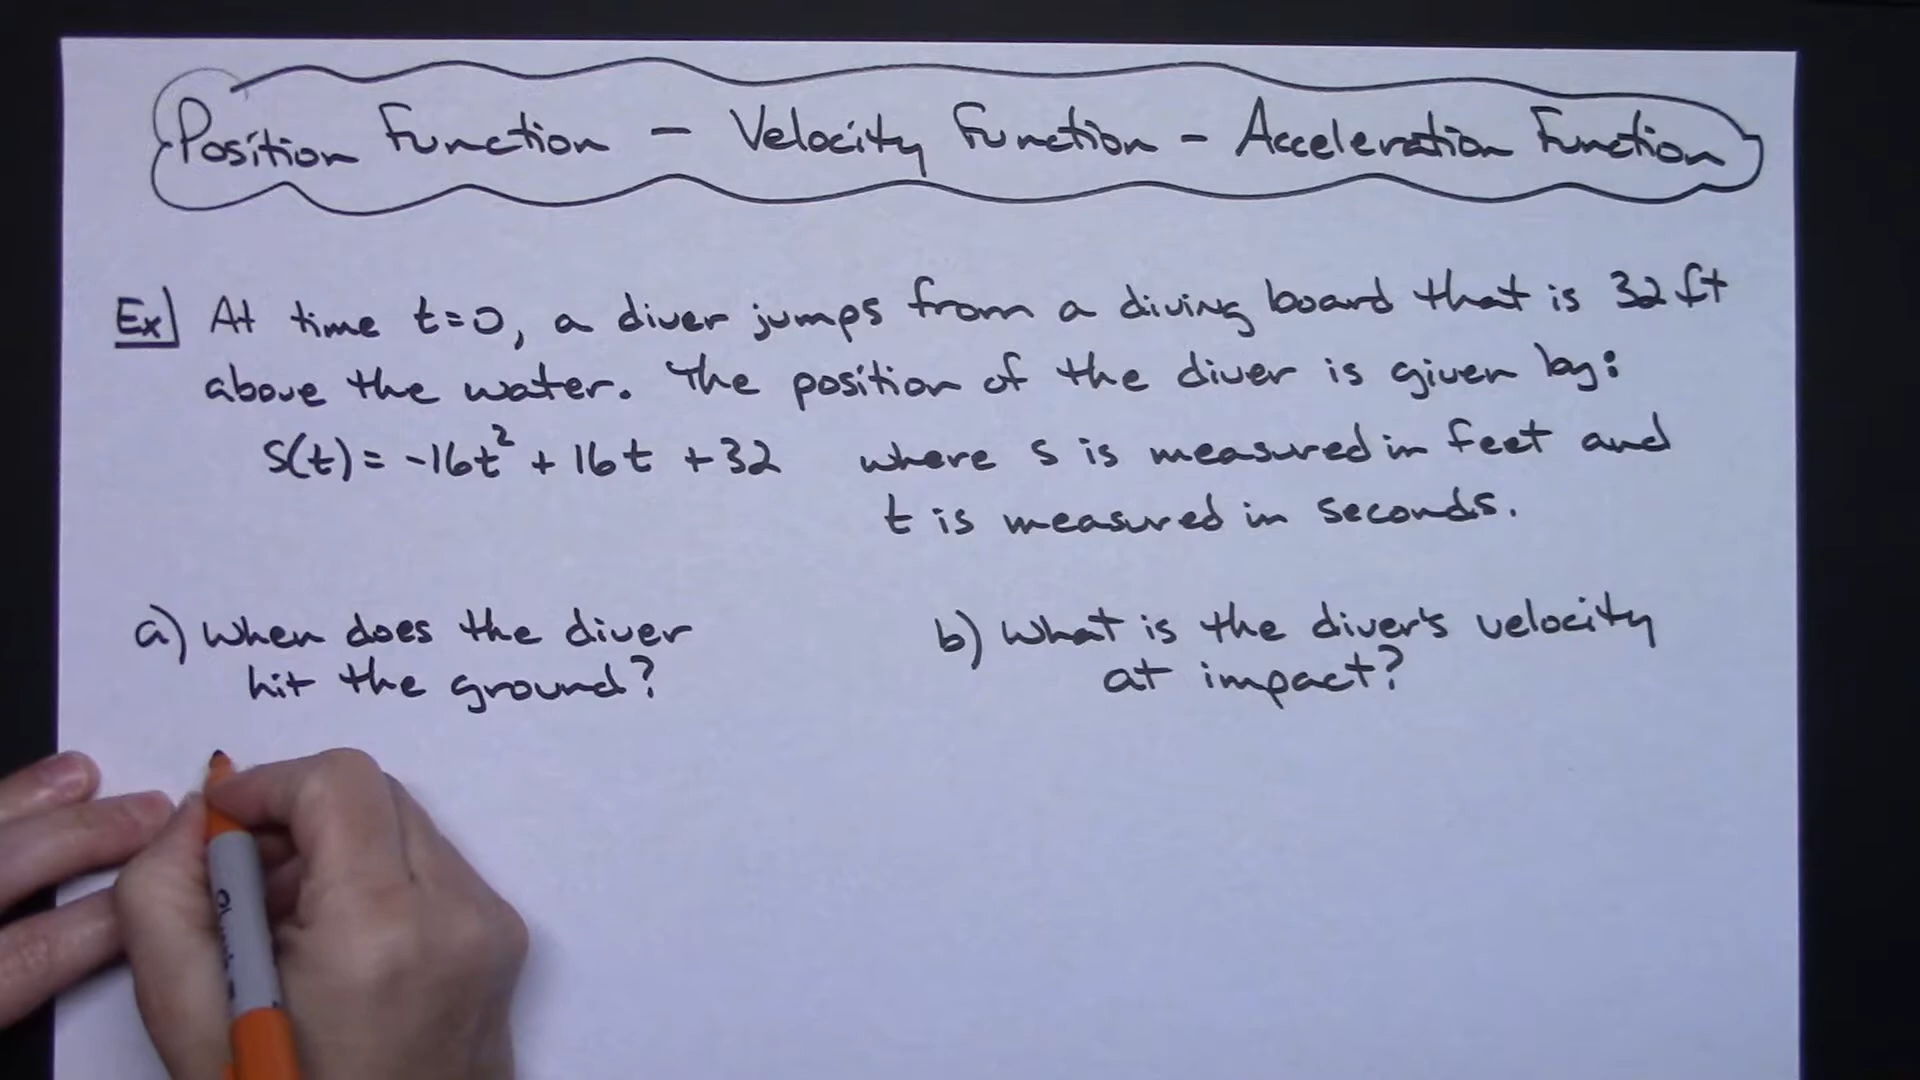 Position Function - Velocity Function - Acceleration Function
Ex] At time t=0, a diver jumps from a diving board that is 32 ft
above the water. The position of the diver is given by:
s(t) = -16t² + 16t + 32 where s is measured in feet and
t is measured in seconds.
a) When does the diver
hit the ground?
b) What is the diver's velocity
at impact?